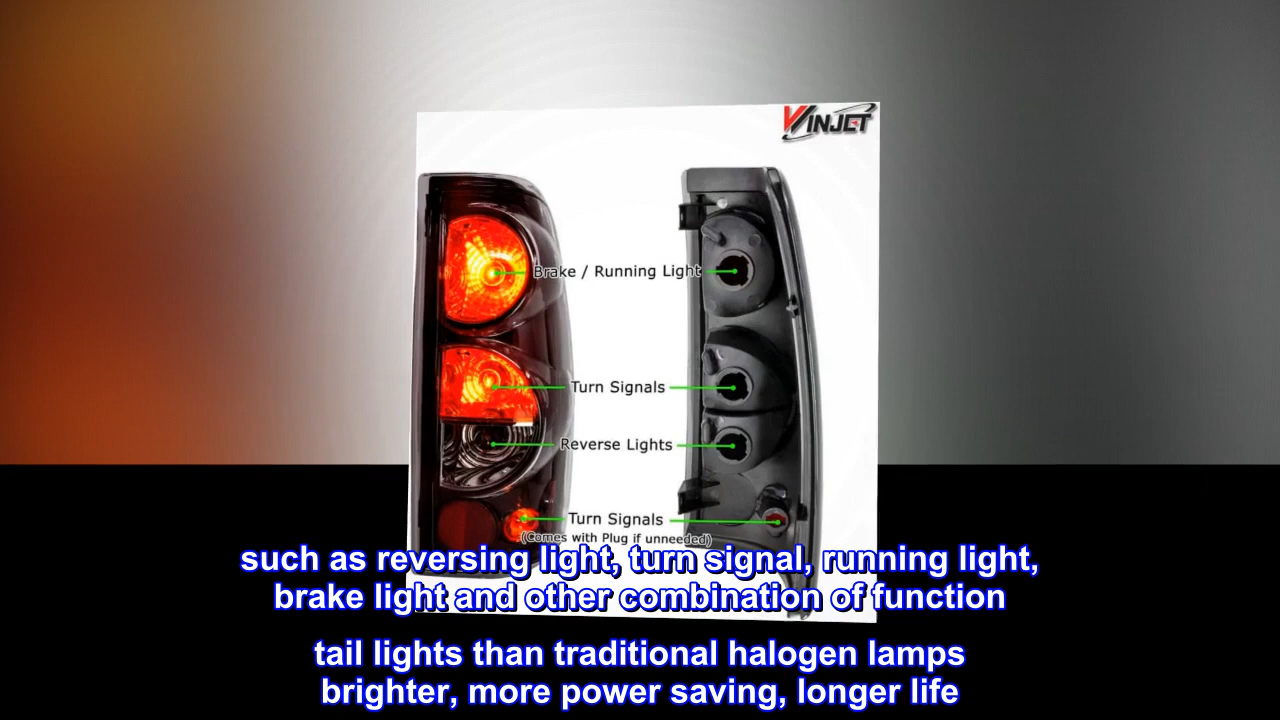 WINJET
Brake / Running Light
Turn Signals
Reverse Lights
Turn Signals
(Comes with Plug if unneeded)
such as reversing light, turn signal, running light,
brake light and other combination of function
tail lights than traditional halogen lamps
brighter, more power saving, longer life